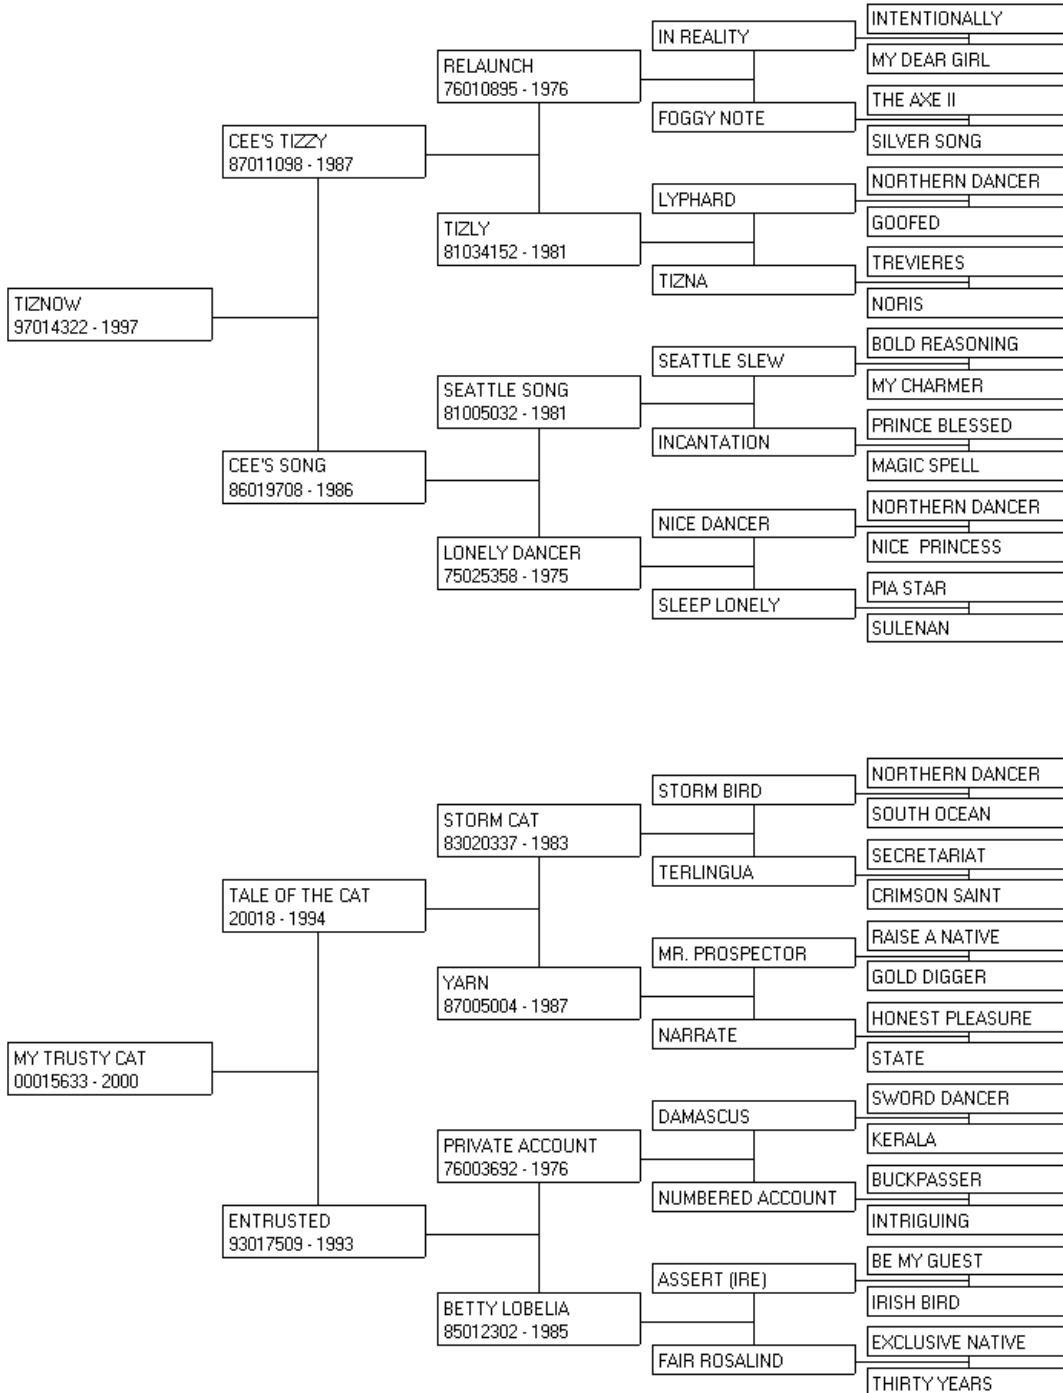 INTENTIONALLY
IN REALITY
MY DEAR GIRL
RELAUNCH
76010895 - 1976
THE AXE II
FOGGY NOTE
SILVER SONG
CEE'S TIZZY
87011098 - 1987
NORTHERN DANCER
LYPHARD
GOOFED
TIZLY
81034152 - 1981
TREVIERES
TIZNA
NORIS
TIZNOW
97014322 - 1997
BOLD REASONING
SEATTLE SLEW
MY CHARMER
SEATTLE SONG
81005032 - 1981
PRINCE BLESSED
INCANTATION
MAGIC SPELL
CEE'S SONG
86019708 - 1986
NORTHERN DANCER
NICE DANCER
NICE PRINCESS
LONELY DANCER
75025358 - 1975
PIA STAR
SLEEP LONELY
SULENAN
NORTHERN DANCER
STORM BIRD
SOUTH OCEAN
STORM CAT
83020337 - 1983
SECRETARIAT
TERLINGUA
CRIMSON SAINT
TALE OF THE CAT
20018 - 1994
RAISE A NATIVE
MR. PROSPECTOR
GOLD DIGGER
YARN
87005004 - 1987
HONEST PLEASURE
NARRATE
STATE
MY TRUSTY CAT
00015633 - 2000
SWORD DANCER
DAMASCUS
KERALA
PRIVATE ACCOUNT
76003692 - 1976
BUCKPASSER
NUMBERED ACCOUNT
INTRIGUING
ENTRUSTED
93017509 - 1993
BE MY GUEST
ASSERT (IRE)
IRISH BIRD
BETTY LOBELIA
85012302 - 1985
EXCLUSIVE NATIVE
FAIR ROSALIND
THIRTY YEARS